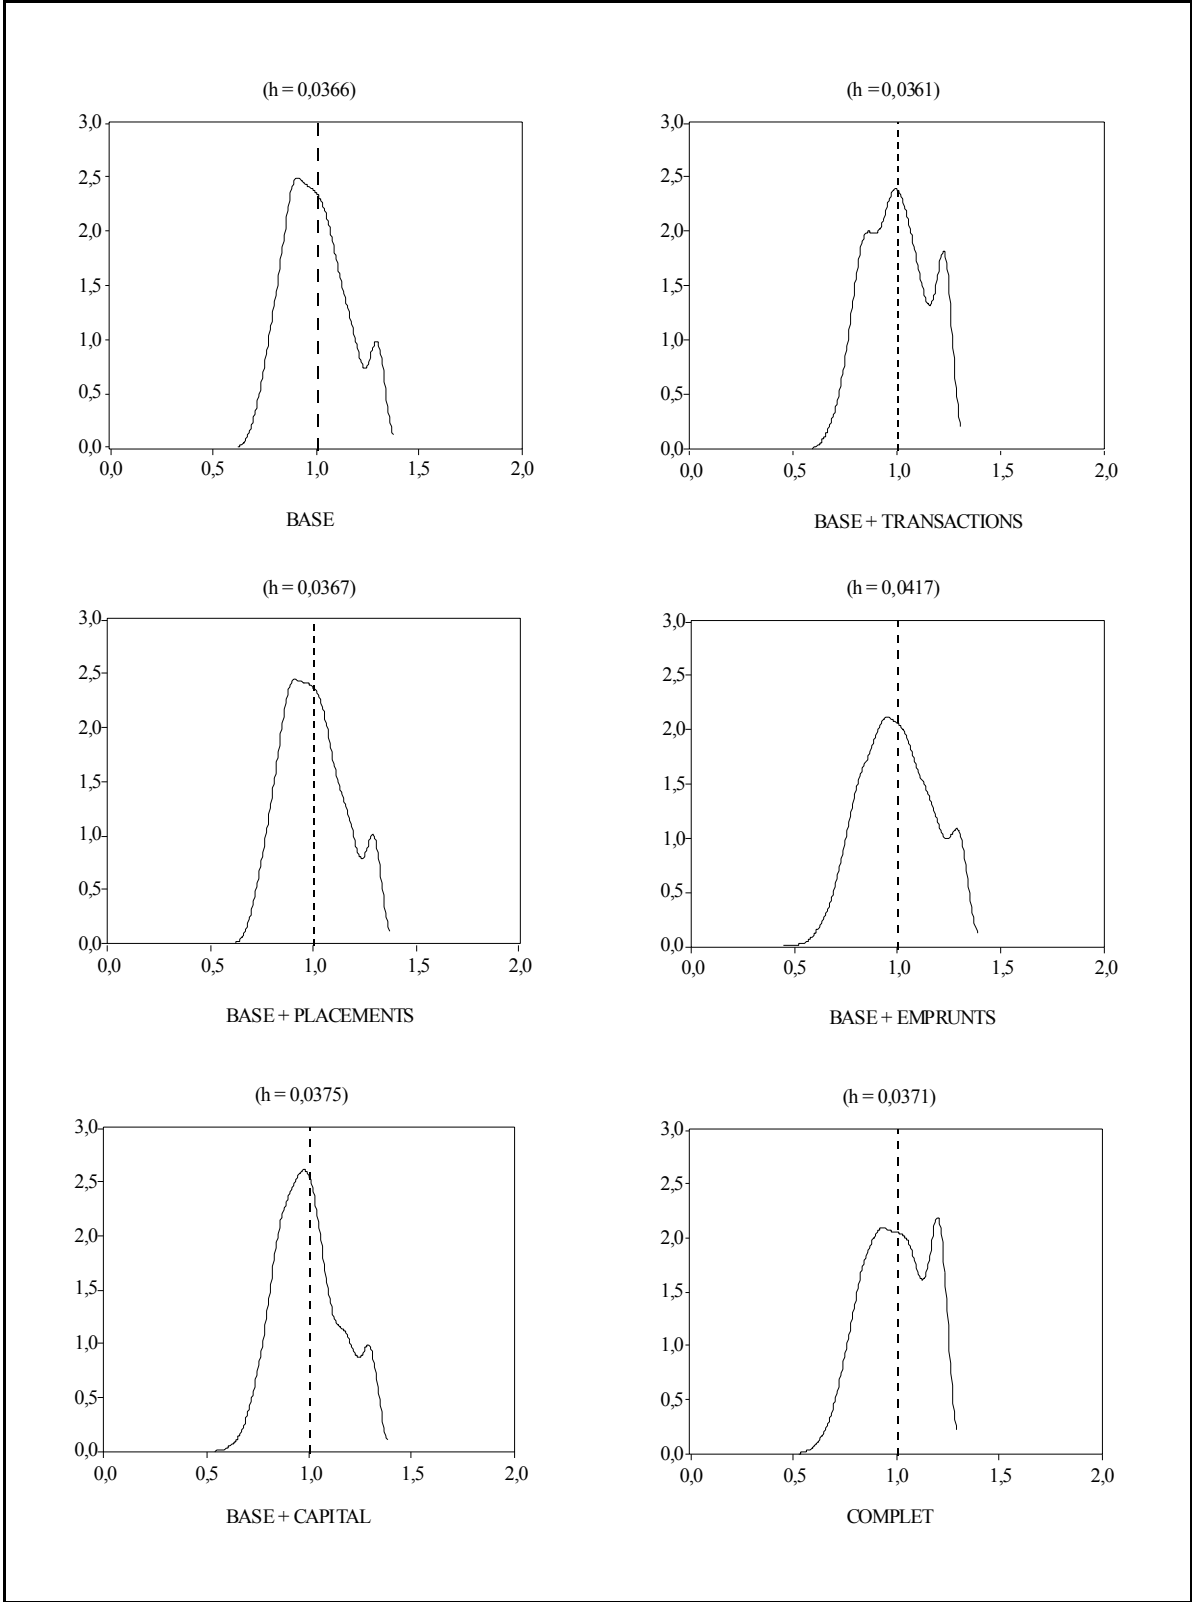 (h = 0,0366)
3,0
2,5
2,0
1,5
1,0
0,5
0,0
0,0 0,5 1,0 1,5 2,0
BASE
(h = 0,0361)
3,0
2,5
2,0
1,5
1,0
0,5
0,0
0,0 0,5 1,0 1,5 2,0
BASE + TRANSACTIONS
(h = 0,0367)
3,0
2,5
2,0
1,5
1,0
0,5
0,0
0,0 0,5 1,0 1,5 2,0
BASE + PLACEMENTS
(h = 0,0417)
3,0
2,5
2,0
1,5
1,0
0,5
0,0
0,0 0,5 1,0 1,5 2,0
BASE + EMPRUNTS
(h = 0,0375)
3,0
2,5
2,0
1,5
1,0
0,5
0,0
0,0 0,5 1,0 1,5 2,0
BASE + CAPITAL
(h = 0,0371)
3,0
2,5
2,0
1,5
1,0
0,5
0,0
0,0 0,5 1,0 1,5 2,0
COMPLET